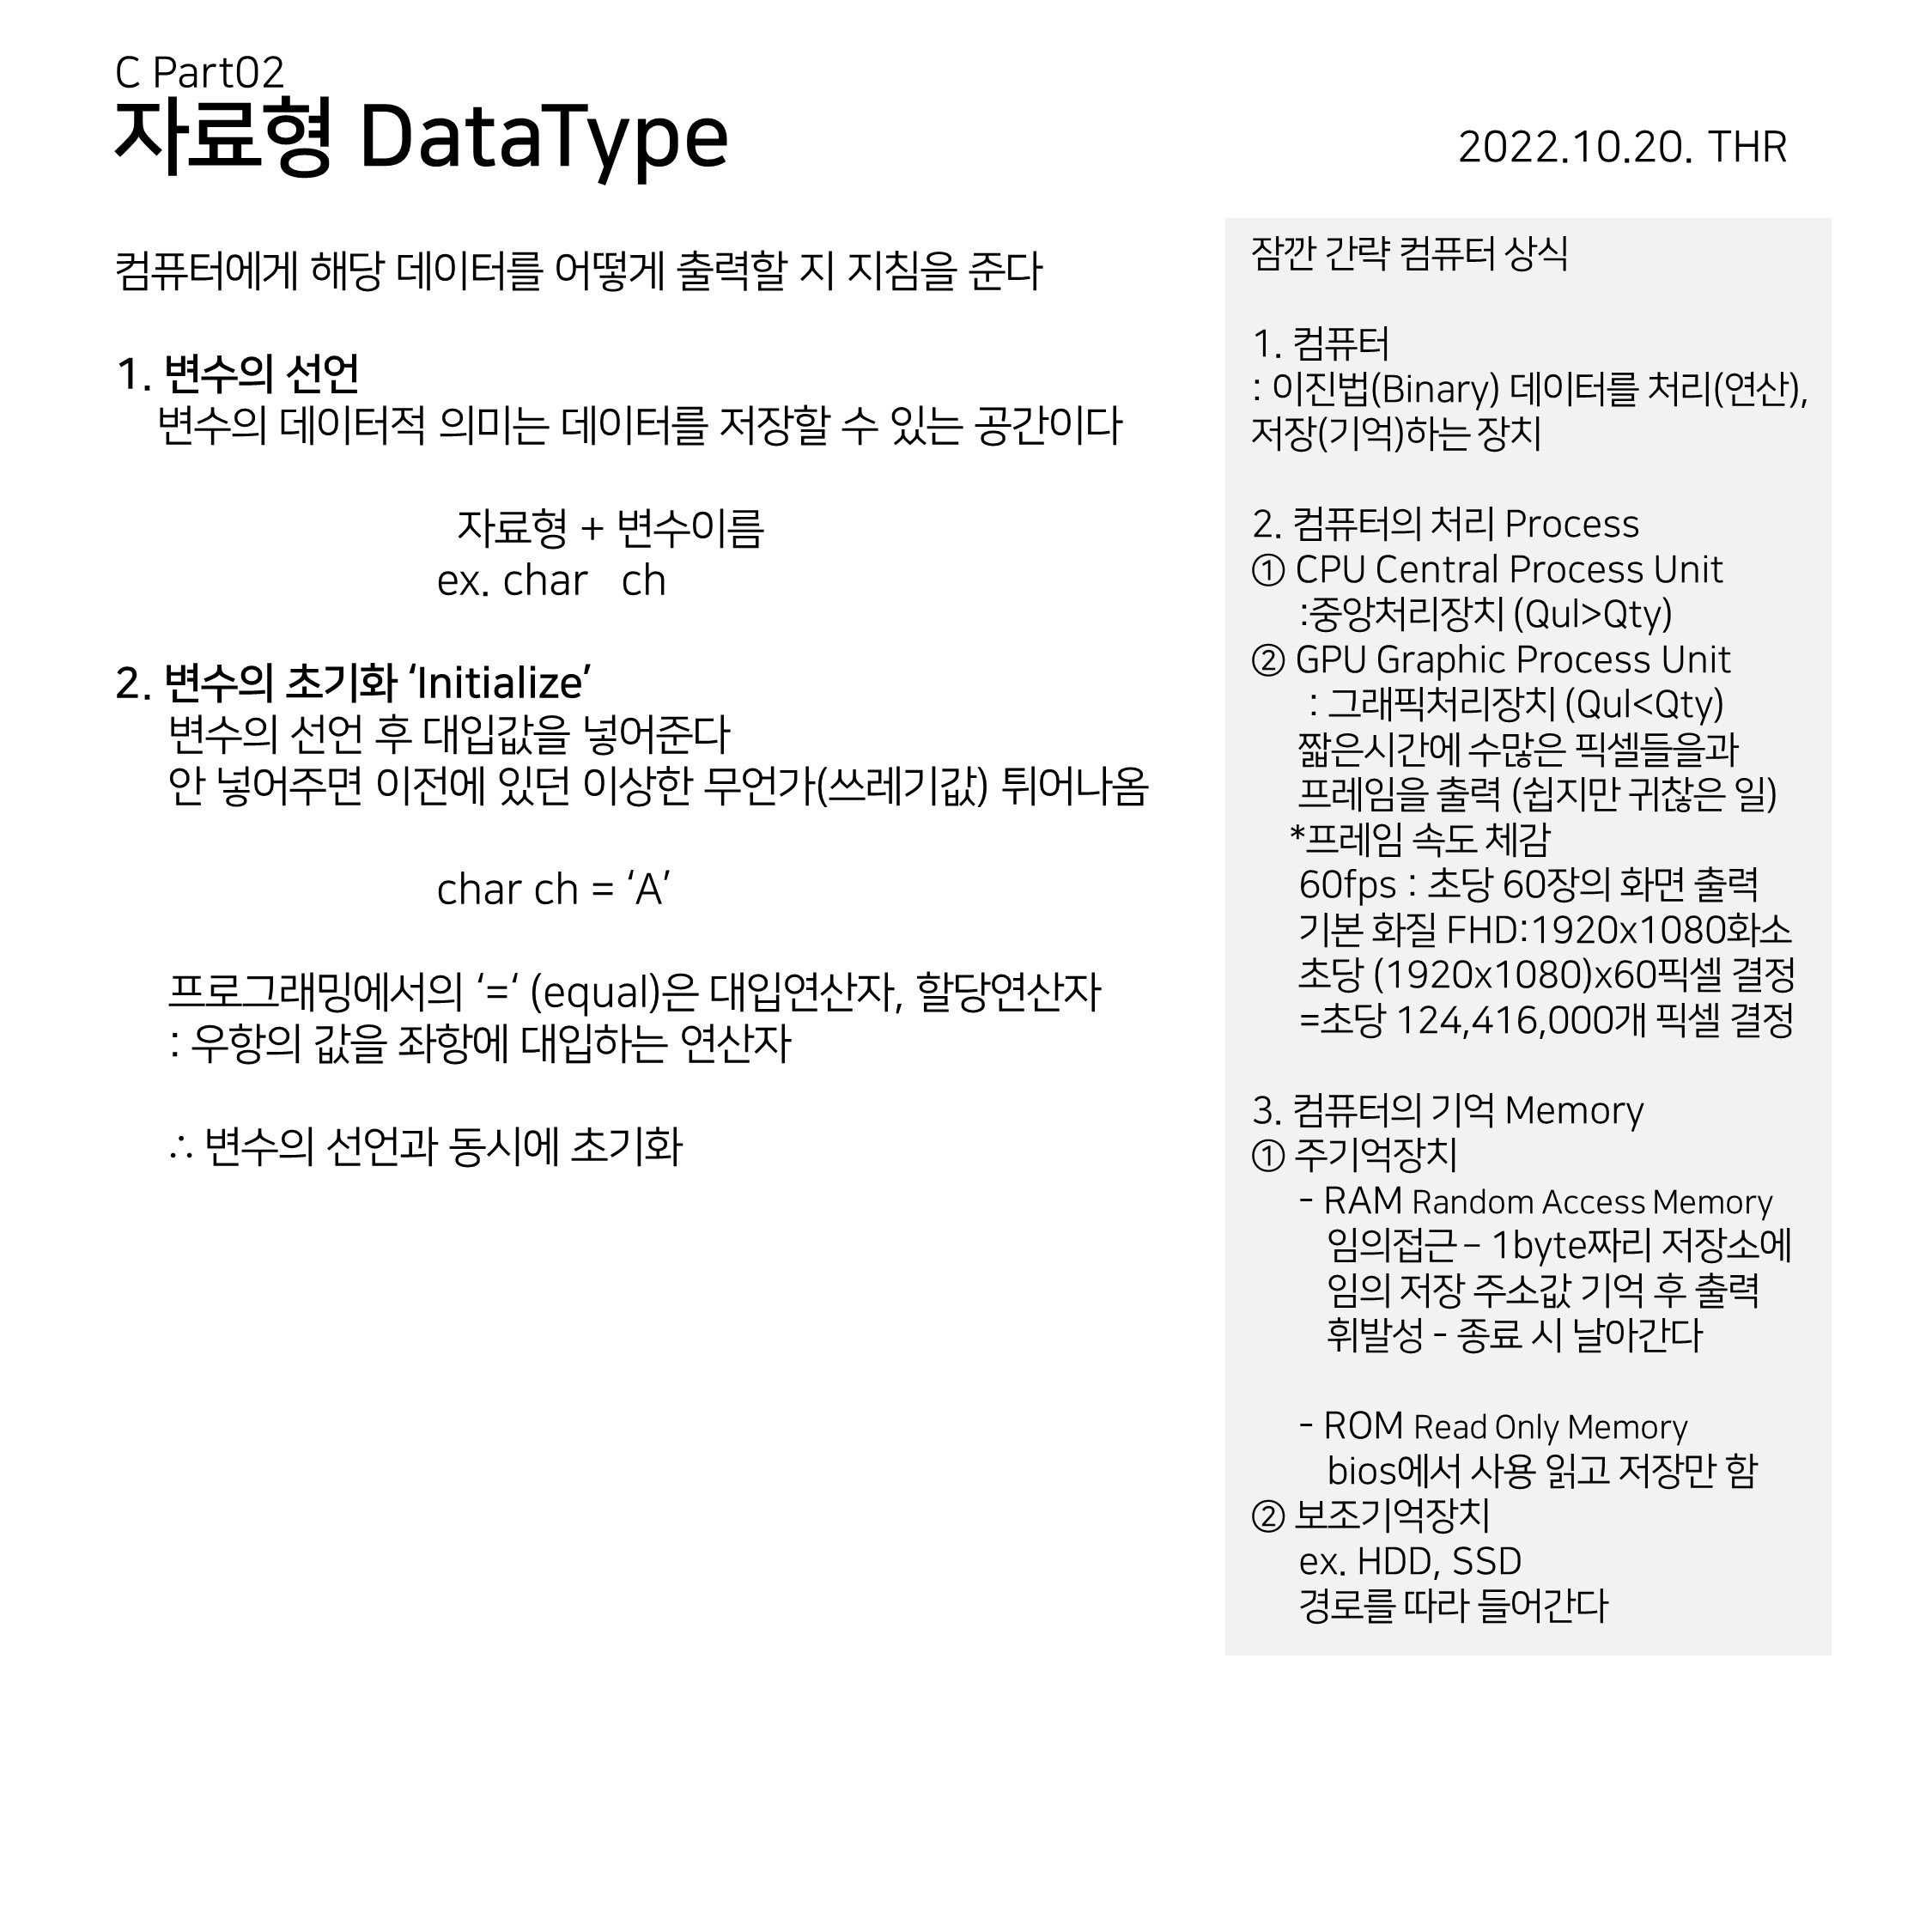 C Part02
자료형 DataType
2022.10.20. THR
컴퓨터에게 해당 데이터를 어떻게 출력할 지 지침을 준다
1. 변수의 선언
변수의 데이터적 의미는 데이터를 저장할 수 있는 공간이다
자료형 + 변수이름
ex. char ch
2. 변수의 초기화 ‘Initialize’
변수의 선언 후 대입값을 넣어준다
안 넣어주면 이전에 있던 이상한 무언가(쓰레기값) 튀어나옴
char ch = ‘A’
프로그래밍에서의 ‘=‘ (equal)은 대입연산자, 할당연산자
: 우항의 값을 좌항에 대입하는 연산자
∴ 변수의 선언과 동시에 초기화
잠깐 간략 컴퓨터 상식
1. 컴퓨터
: 이진법(Binary) 데이터를 처리(연산),
저장(기억)하는 장치
2. 컴퓨터의 처리 Process
① CPU Central Process Unit
:중앙처리장치 (Qul>Qty)
② GPU Graphic Process Unit
: 그래픽처리장치 (Qul<Qty)
짧은시간에 수많은 픽셀들을과
프레임을 출력 (쉽지만 귀찮은 일)
*프레임 속도 체감
60fps : 초당 60장의 화면 출력
기본 화질 FHD:1920x1080화소
초당 (1920x1080)x60픽셀 결정
=초당 124,416,000개 픽셀 결정
3. 컴퓨터의 기억 Memory
① 주기억장치
- RAM Random Access Memory
임의접근 – 1byte짜리 저장소에
임의 저장 주소값 기억 후 출력
휘발성 - 종료 시 날아간다
- ROM Read Only Memory
bios에서 사용 읽고 저장만 함
② 보조기억장치
ex. HDD, SSD
경로를 따라 들어간다